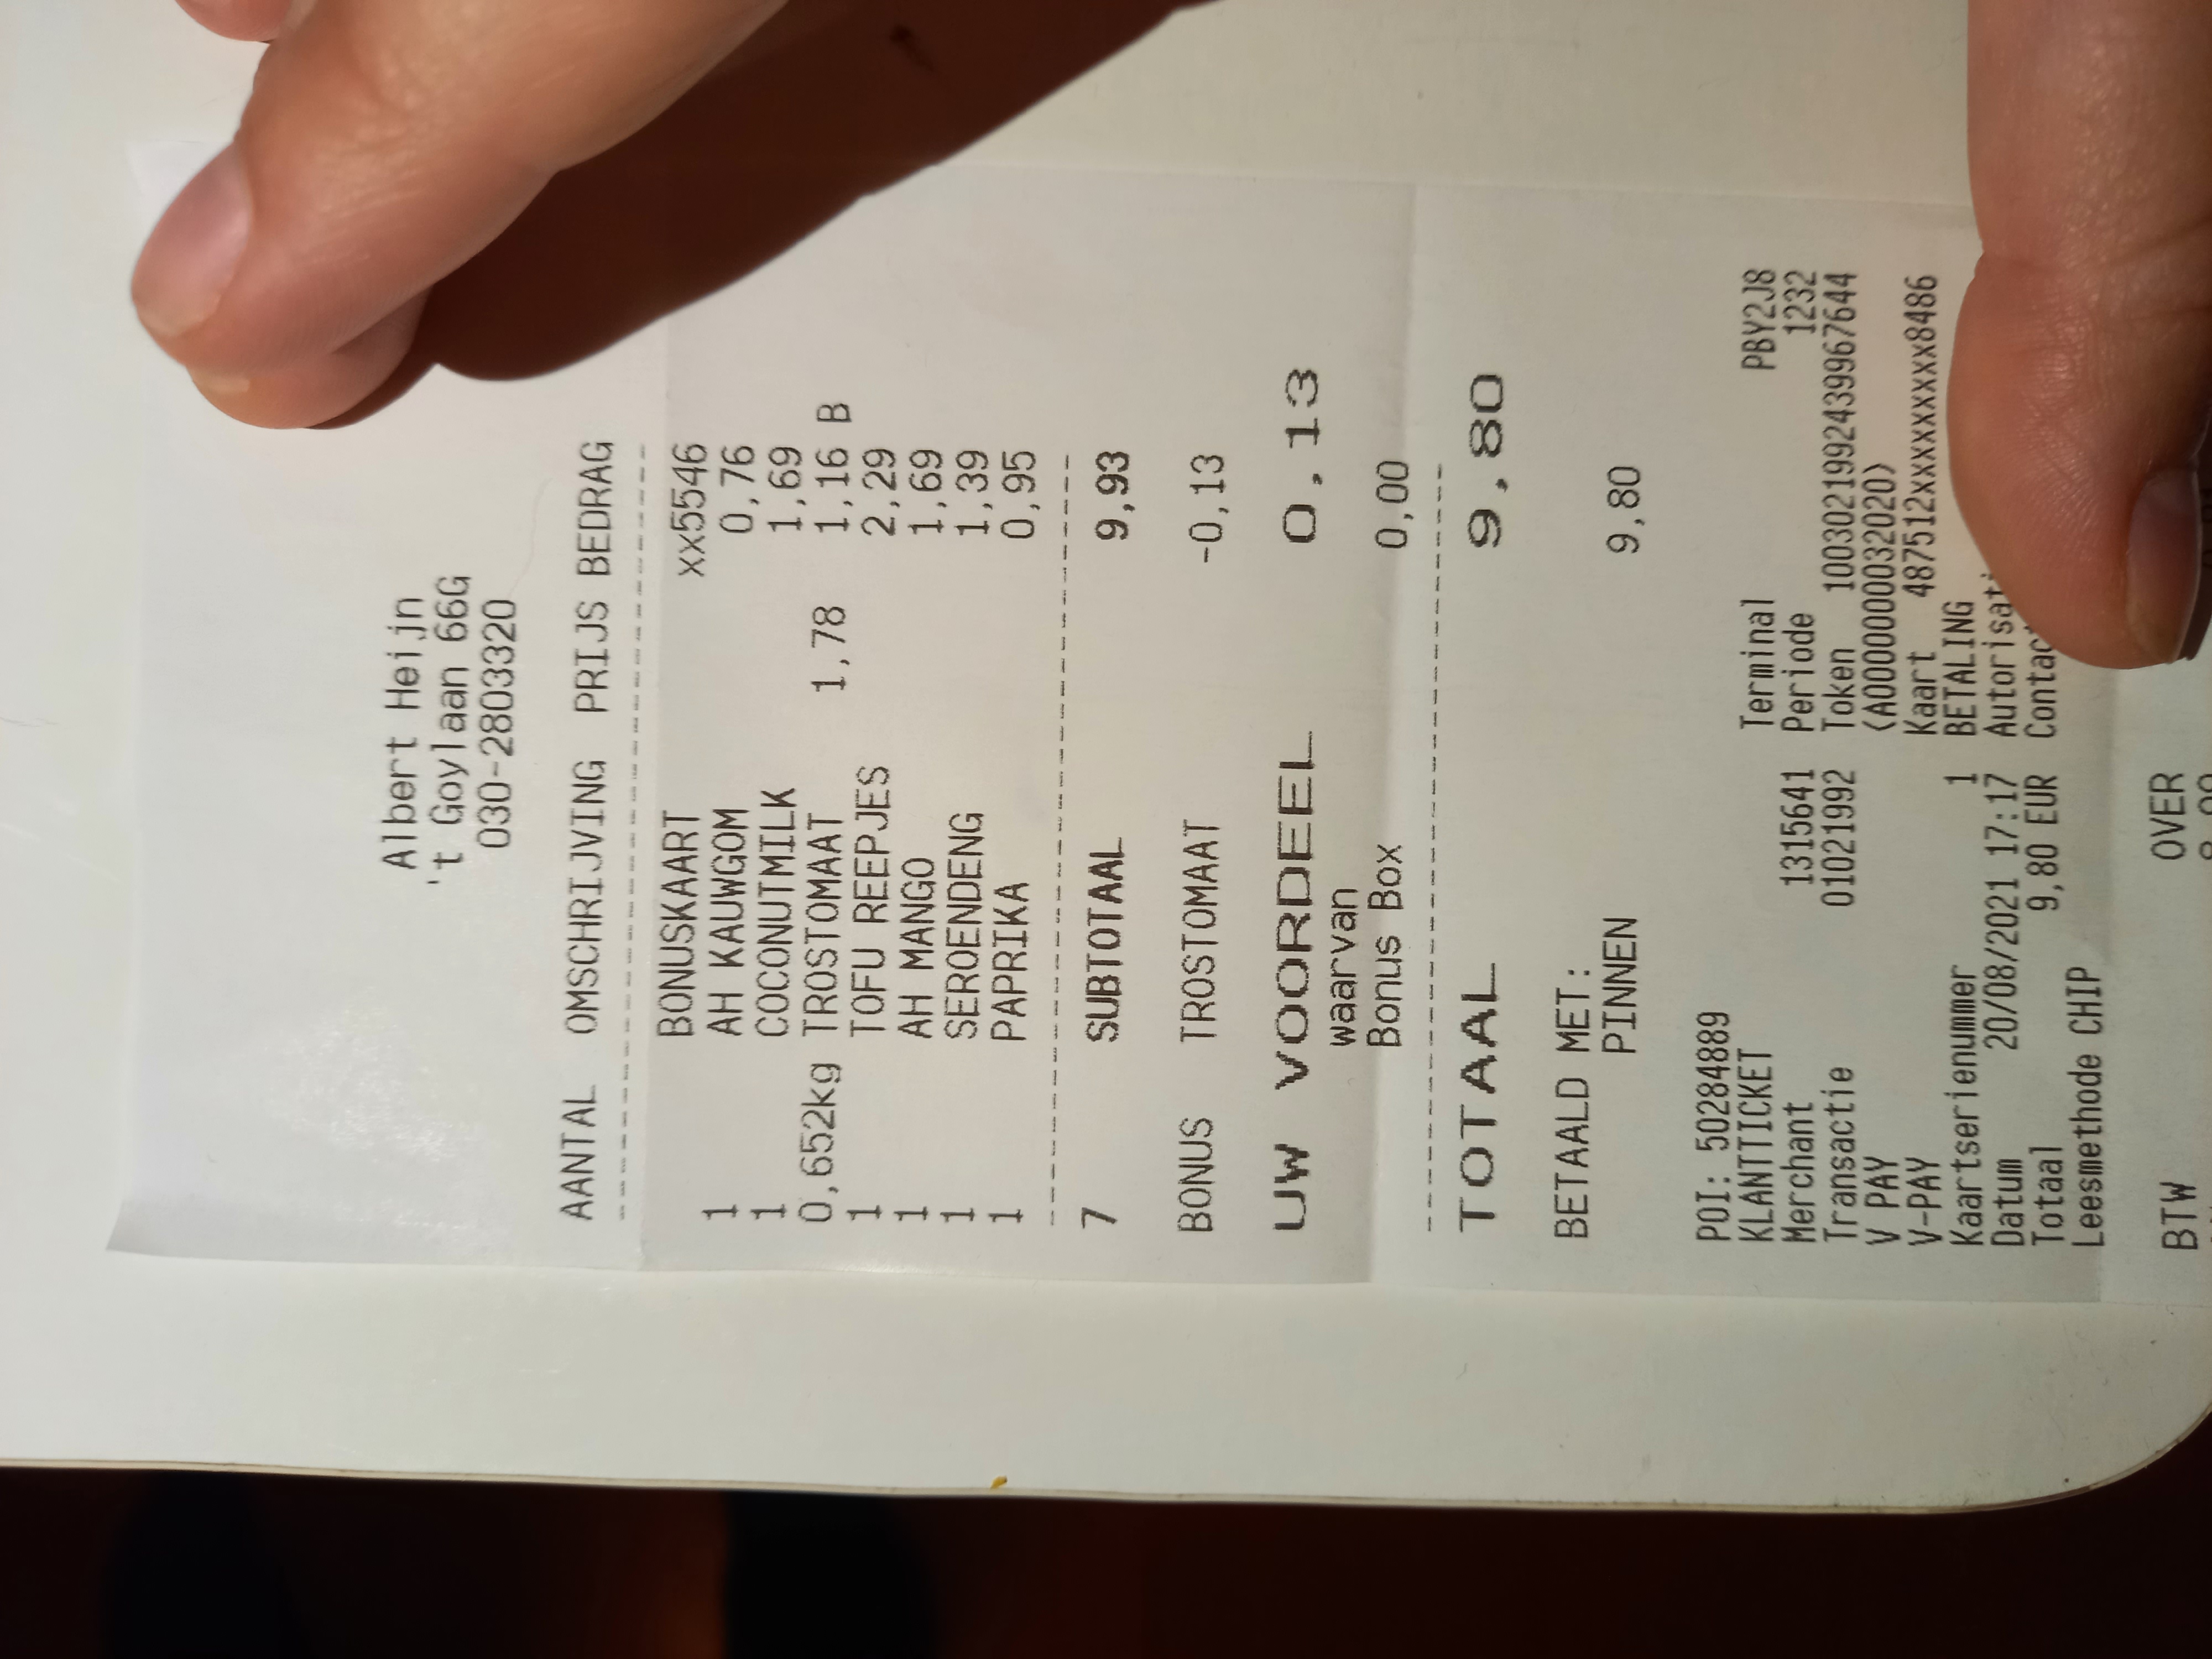 Albert Heijn
't Goylaan 66G
030-2803320
AANTAL OMSCHRIJVING PRIJS BEDRAG
BONUSKAART xx5546
1 AH KAUWGOM 0,76
1 COCONUTMILK 1,69
0,652kg TROSTOMAAT 1,78 1,16 B
1 TOFU REEPJES 2,29
1 AH MANGO 1,69
1 SEROENDENG 1,39
1 PAPRIKA 0,95
7 SUBTOTAAL 9,93
BONUS TROSTOMAAT -0,13
UW VOORDEEL 0,13
waarvan
Bonus Box 0,00
TOTAAL 9,80
BETAALD MET:
PINNEN 9,80
POI: 50284889
KLANTTICKET Terminal PBY2J8
Merchant 1315641 Periode 1232
Transactie 01021992 Token 1003021992439967644
V PAY (A0000000032020)
V-PAY Kaart 487512xxxxxxxxx8486
Kaartserienummer 1 BETALING
Datum 20/08/2021 17:17
Totaal 9,80 EUR
Leesmethode CHIP
BTW OVER